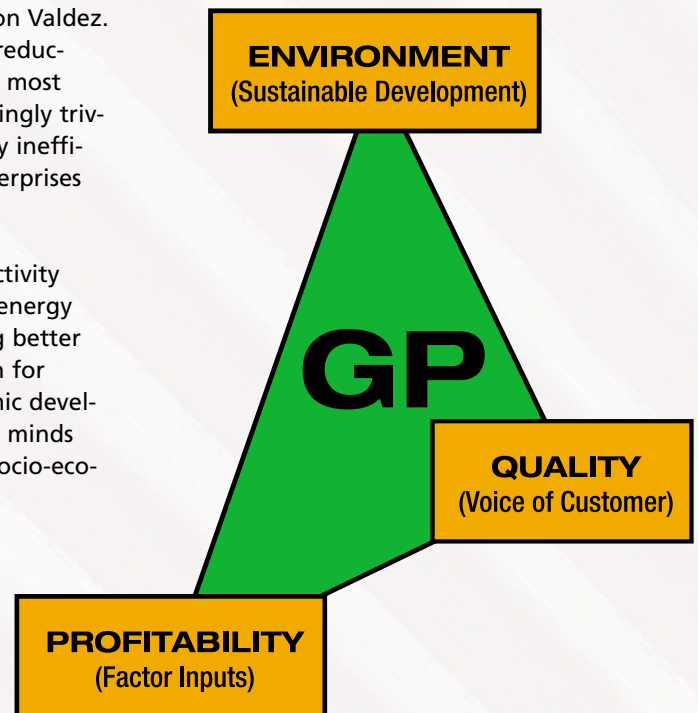 on Valdez.
reduc-
most
ingly triv-
y ineffi-
erprises
ctivity
energy
g better
n for
mic devel-
minds
ocio-eco-
ENVIRONMENT
(Sustainable Development)
GP
QUALITY
(Voice of Customer)
PROFITABILITY
(Factor Inputs)